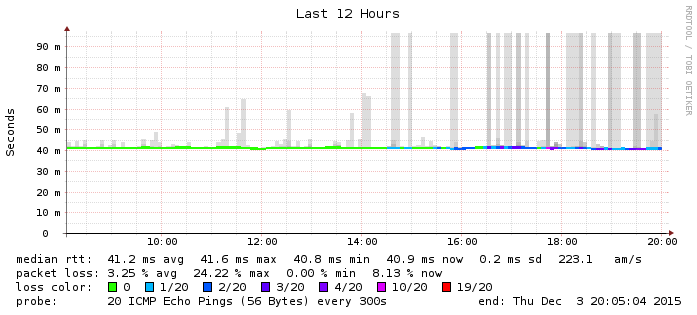 Last 12 Hours
RRDTOOL / TOBI OETIKER
Seconds
90 m
80 m
70 m
60 m
50 m
40 m
30 m
20 m
10 m
0
10:00 12:00 14:00 16:00 18:00 20:00
median rtt: 41.2 ms avg 41.6 ms max 40.8 ms min 40.9 ms now 0.2 ms sd 223.1 am/s
packet loss: 3.25 % avg 24.22 % max 0.00 % min 8.13 % now
loss color: 0 1/20 2/20 3/20 4/20 10/20 19/20
probe: 20 ICMP Echo Pings (56 Bytes) every 300s end: Thu Dec 3 20:05:04 2015